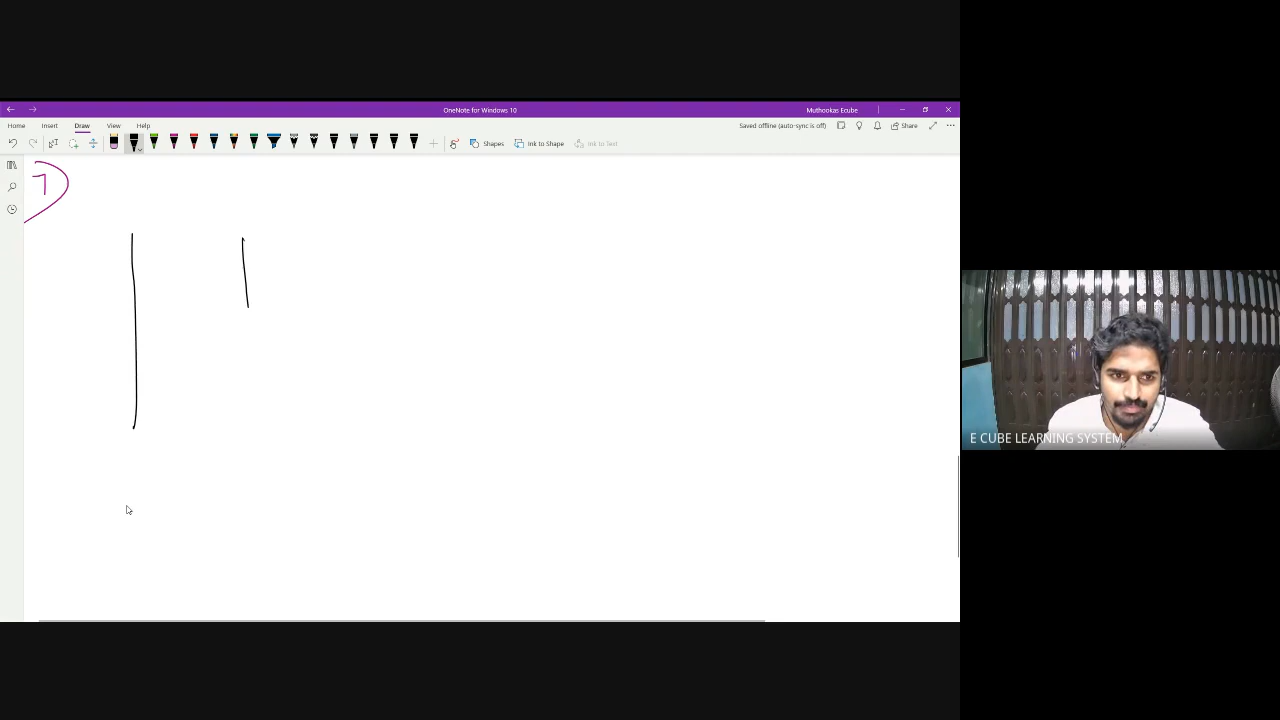 OneNote for Windows 10
Muthookas Ecube
Home Insert Draw View Help
Saved offline (auto-sync is off)
Share
Shapes
Ink to Shape
Ink to Text
7
E CUBE LEARNING SYSTEM